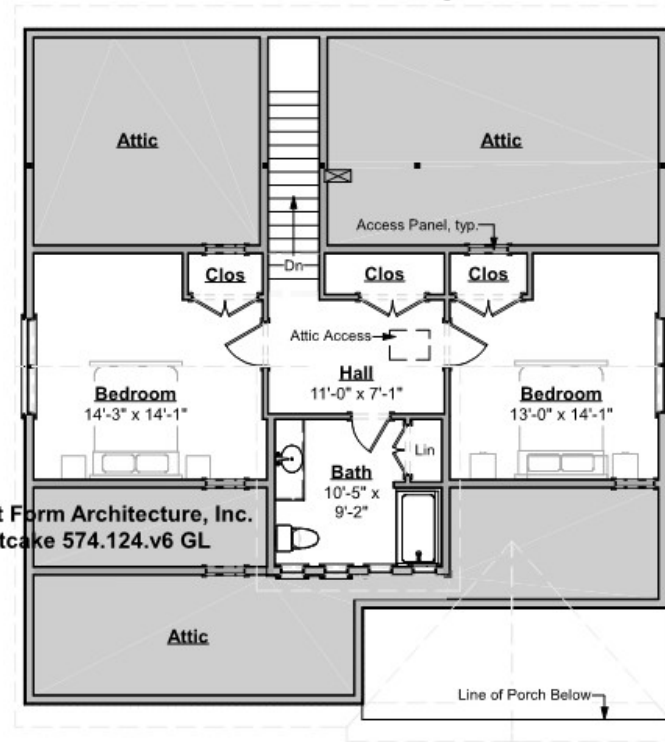 Attic
Attic
Access Panel, typ.
Clos
Dn
Clos
Clos
Attic Access
Hall
11'-0" x 7'-1"
Bedroom
14'-3" x 14'-1"
Bedroom
13'-0" x 14'-1"
Lin
Bath
10'-5" x
9'-2"
Form Architecture, Inc.
574.124.v6 GL
Attic
Line of Porch Below